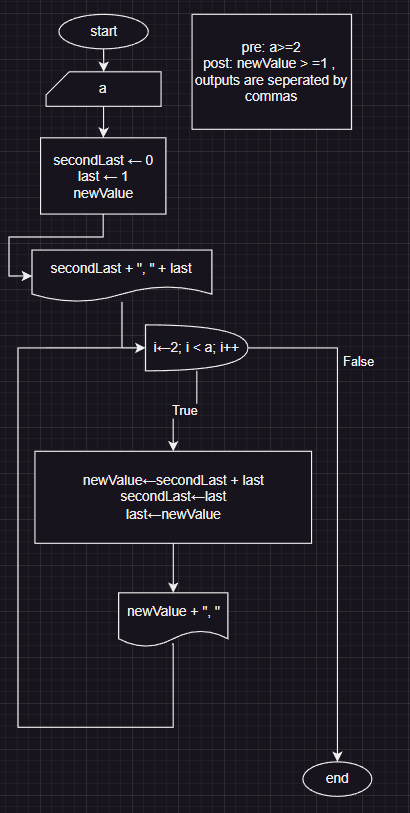 start
pre: a>=2
post: newValue > =1 ,
outputs are seperated by
commas
a
secondLast ← 0
last ← 1
newValue
secondLast + ", " + last
i←2; i < a; i++
False
True
newValue←secondLast + last
secondLast←last
last←newValue
newValue + ", "
end